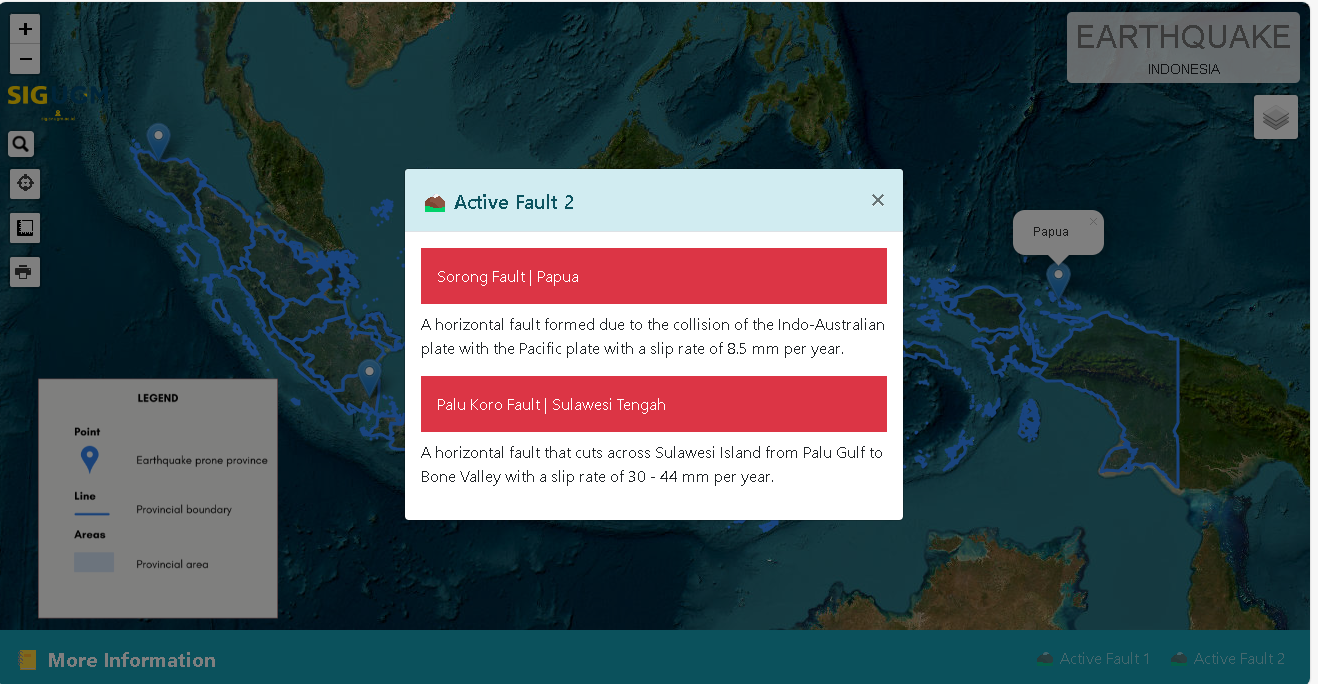 +
EARTHQUAKE
INDONESIA
−
SIG
Active Fault 2
×
Papua
×
Sorong Fault | Papua
A horizontal fault formed due to the collision of the Indo-Australian
plate with the Pacific plate with a slip rate of 8.5 mm per year.
Palu Koro Fault | Sulawesi Tengah
A horizontal fault that cuts across Sulawesi Island from Palu Gulf to
Bone Valley with a slip rate of 30 - 44 mm per year.
LEGEND
Point
Earthquake prone province
Line
Provincial boundary
Areas
Provincial area
More Information
Active Fault 1
Active Fault 2